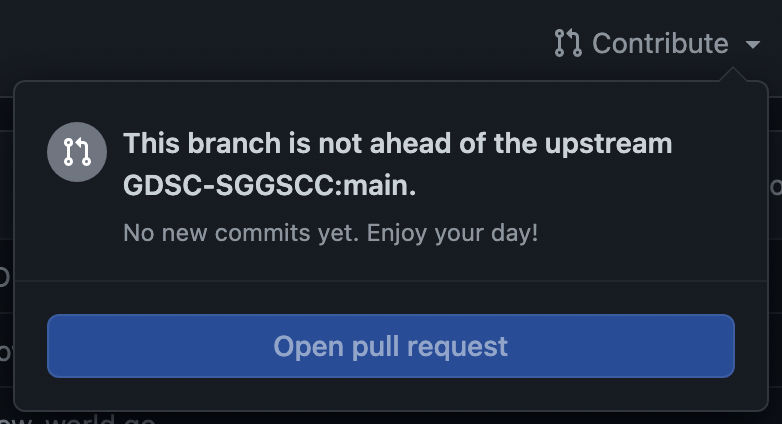 Contribute
This branch is not ahead of the upstream
GDSC-SGGSCC:main.
No new commits yet. Enjoy your day!
Open pull request